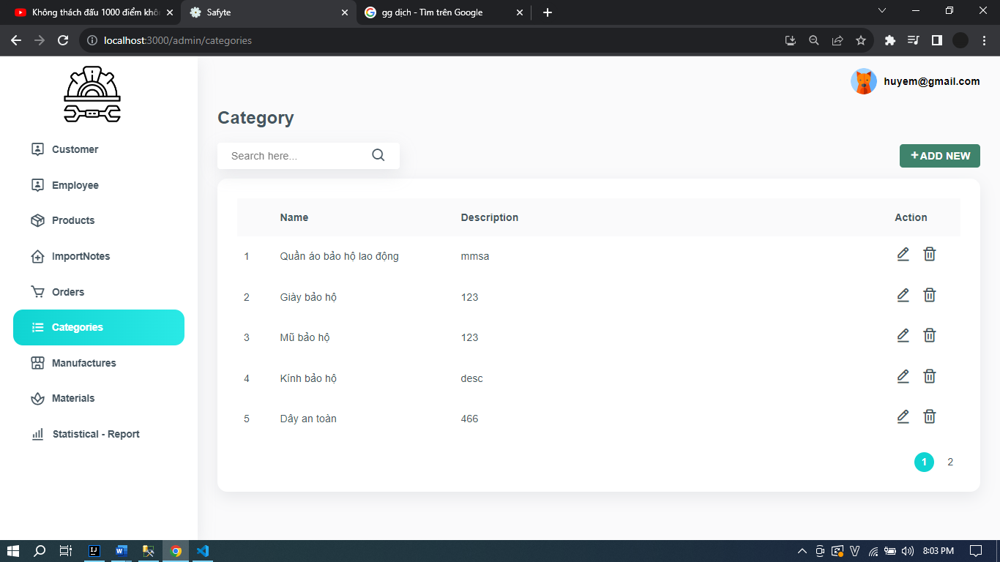 Không thách đấu 1000 điểm khôn
Safyte
gg dịch - Tìm trên Google
localhost:3000/admin/categories
huyem@gmail.com
Category
Search here...
+ADD NEW
Customer
Employee
Products
ImportNotes
Orders
Categories
Manufactures
Materials
Statistical - Report
Name Description Action
1 Quần áo bảo hộ lao động mmsa
2 Giày bảo hộ 123
3 Mũ bảo hộ 123
4 Kính bảo hộ desc
5 Dây an toàn 466
1 2
8:03 PM